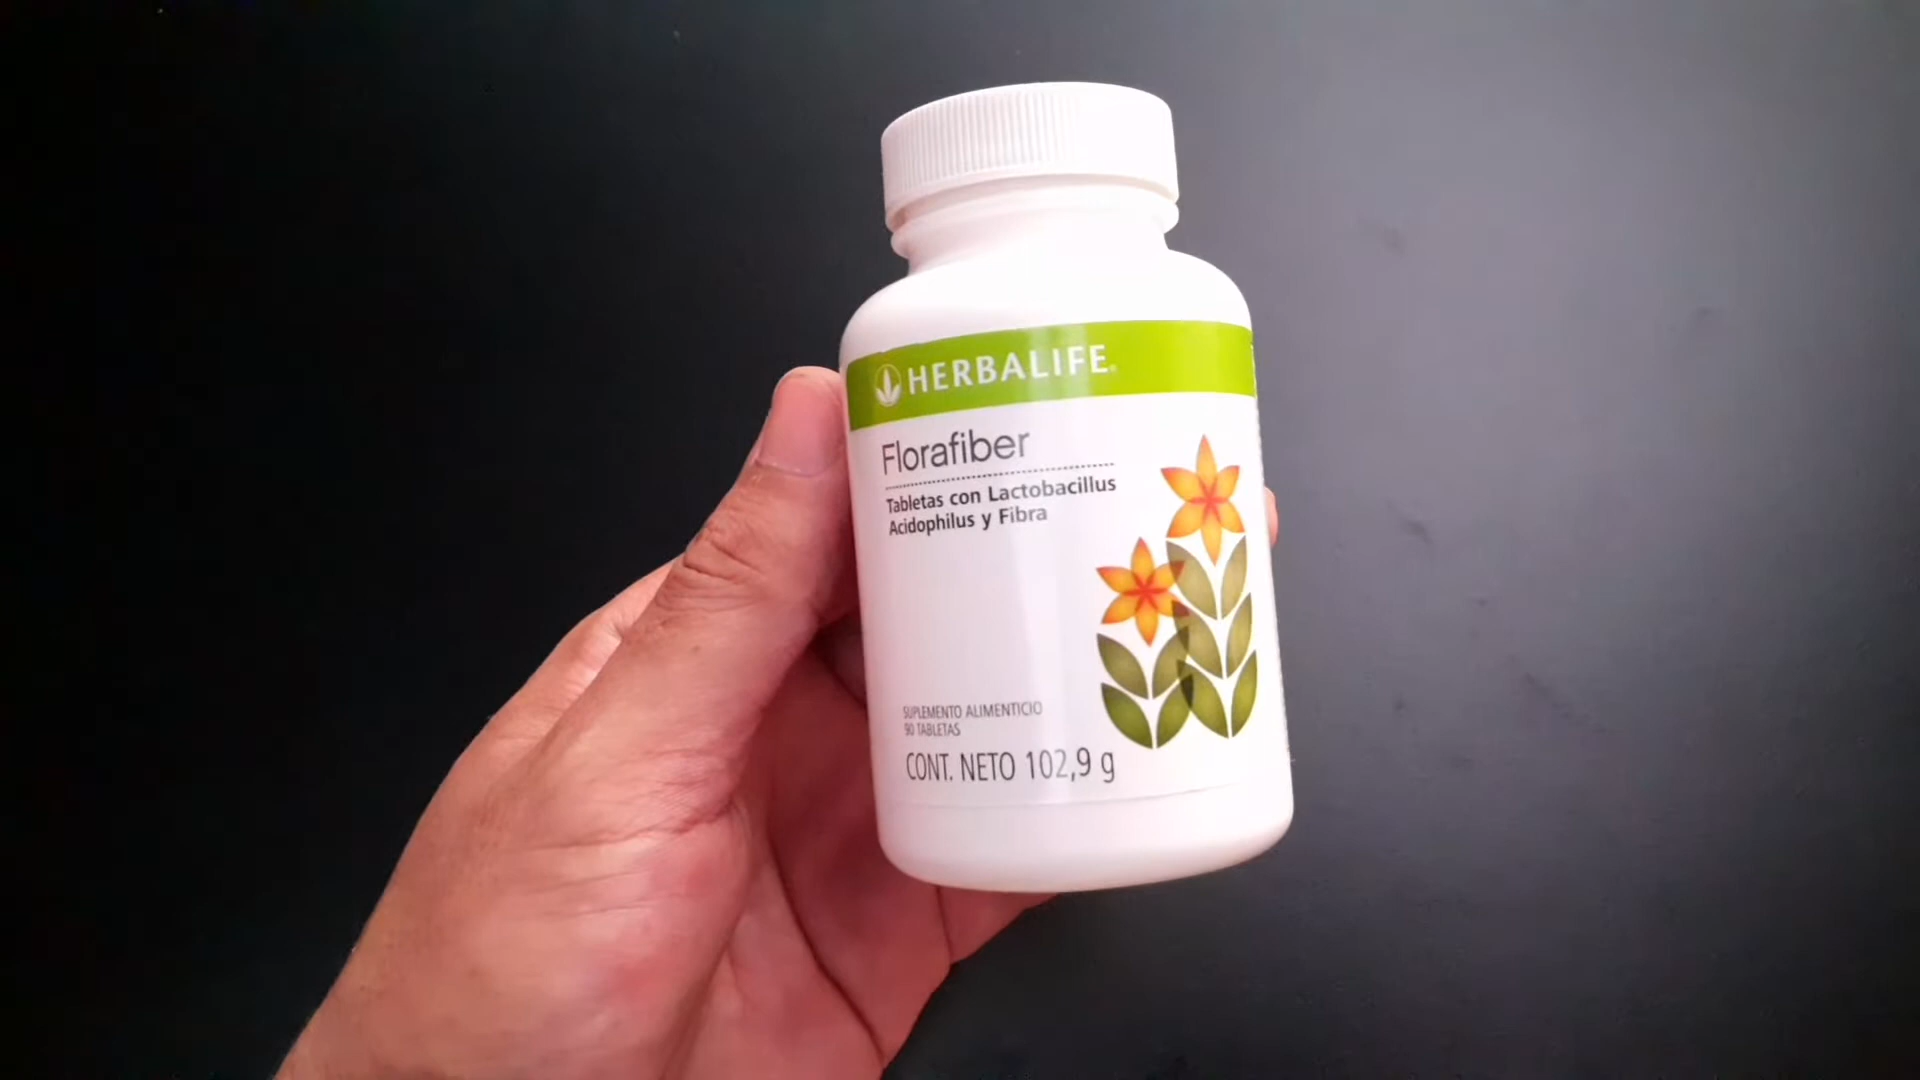 HERBALIFE®
Florafiber
Tabletas con Lactobacillus
Acidophilus y Fibra
SUPLEMENTO ALIMENTICIO
90 TABLETAS
CONT. NETO 102,9 g